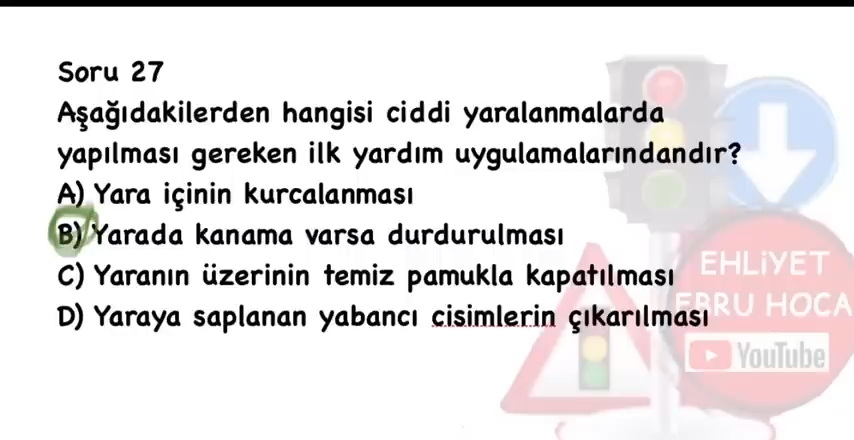 Soru 27
Aşağıdakilerden hangisi ciddi yaralanmalarda
yapılması gereken ilk yardım uygulamalarındandır?
A) Yara içinin kurcalanması
B) Yarada kanama varsa durdurulması
C) Yaranın üzerinin temiz pamukla kapatılması
D) Yaraya saplanan yabancı cisimlerin çıkarılması
EHLİYET
EBRU HOCA
YouTube